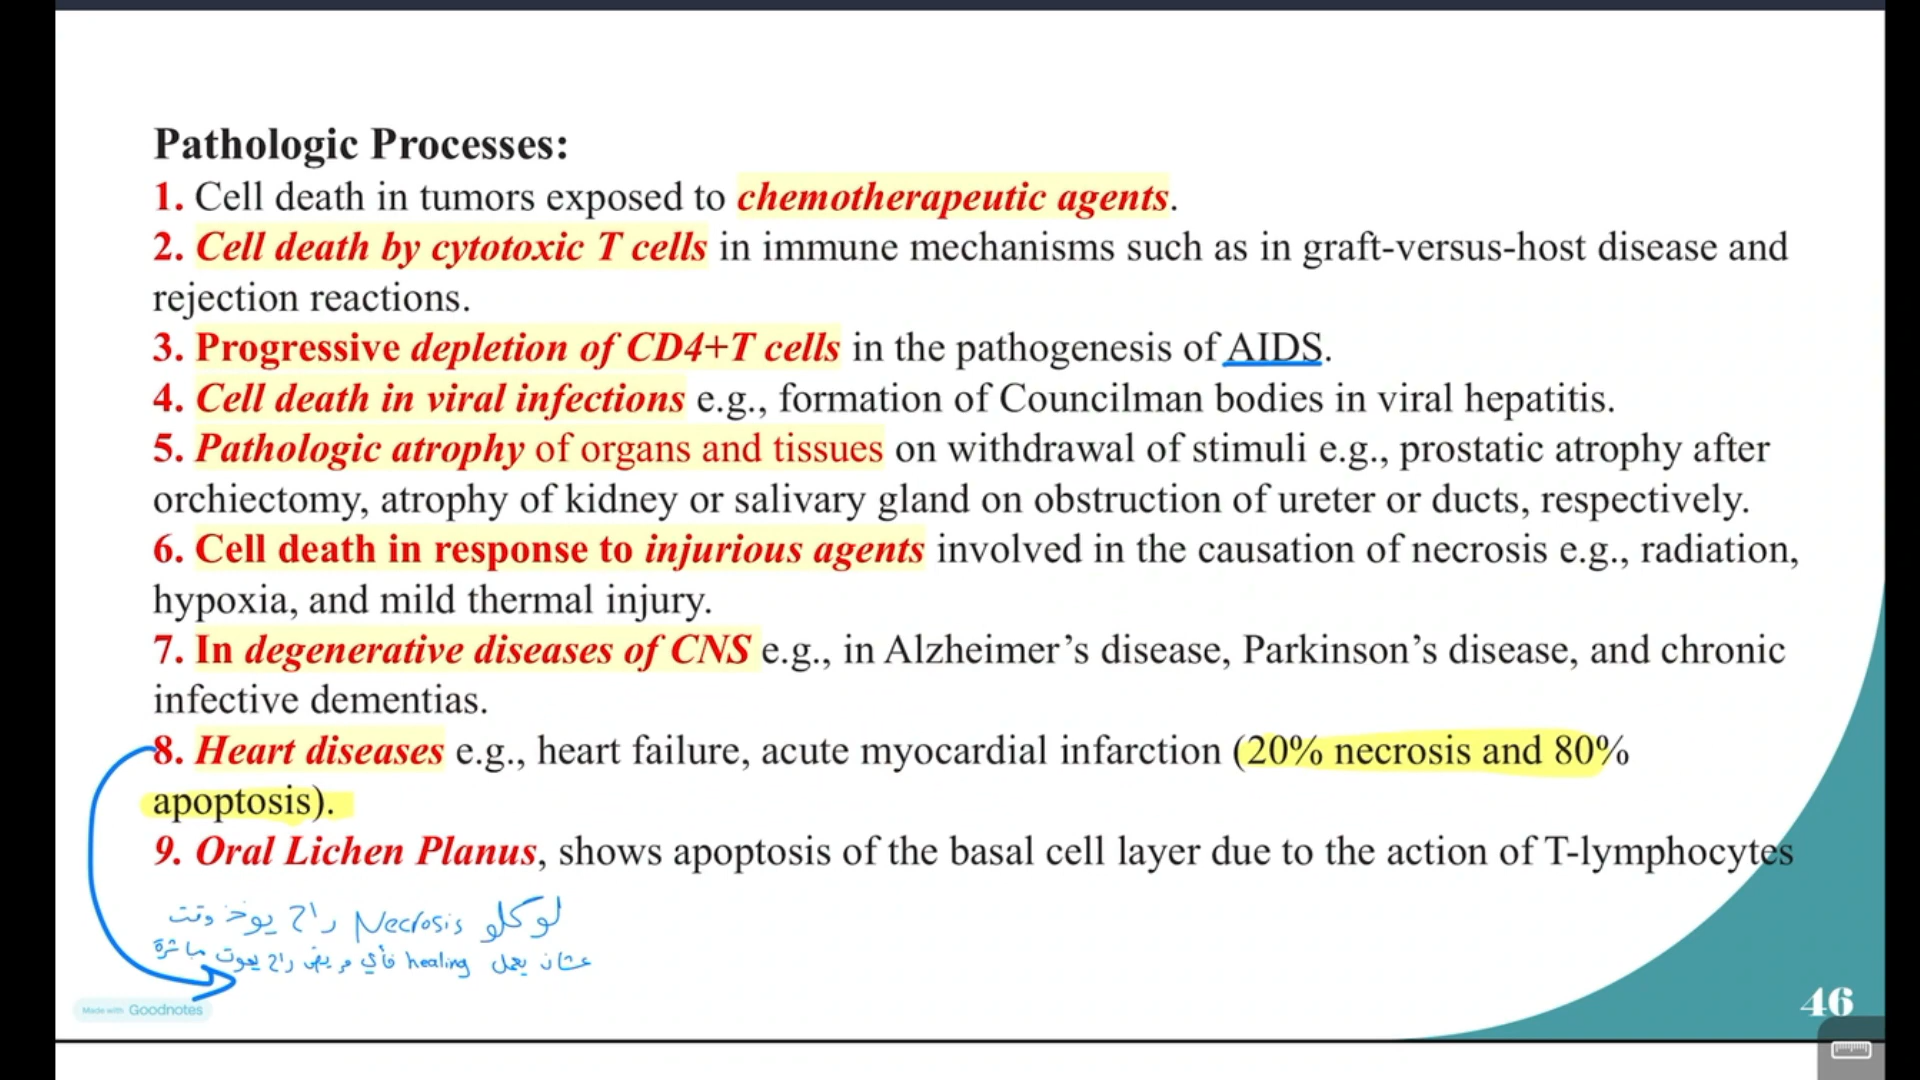 Pathologic Processes:
1. Cell death in tumors exposed to chemotherapeutic agents.
2. Cell death by cytotoxic T cells in immune mechanisms such as in graft-versus-host disease and
rejection reactions.
3. Progressive depletion of CD4+T cells in the pathogenesis of AIDS.
4. Cell death in viral infections e.g., formation of Councilman bodies in viral hepatitis.
5. Pathologic atrophy of organs and tissues on withdrawal of stimuli e.g., prostatic atrophy after
orchiectomy, atrophy of kidney or salivary gland on obstruction of ureter or ducts, respectively.
6. Cell death in response to injurious agents involved in the causation of necrosis e.g., radiation,
hypoxia, and mild thermal injury.
7. In degenerative diseases of CNS e.g., in Alzheimer’s disease, Parkinson’s disease, and chronic
infective dementias.
8. Heart diseases e.g., heart failure, acute myocardial infarction (20% necrosis and 80%
apoptosis).
9. Oral Lichen Planus, shows apoptosis of the basal cell layer due to the action of T-lymphocytes
لو كلو Necrosis راح يوخذ وقت
عشان يعمل healing فأي مريض راح يموت مباشرة
Made with Goodnotes
46